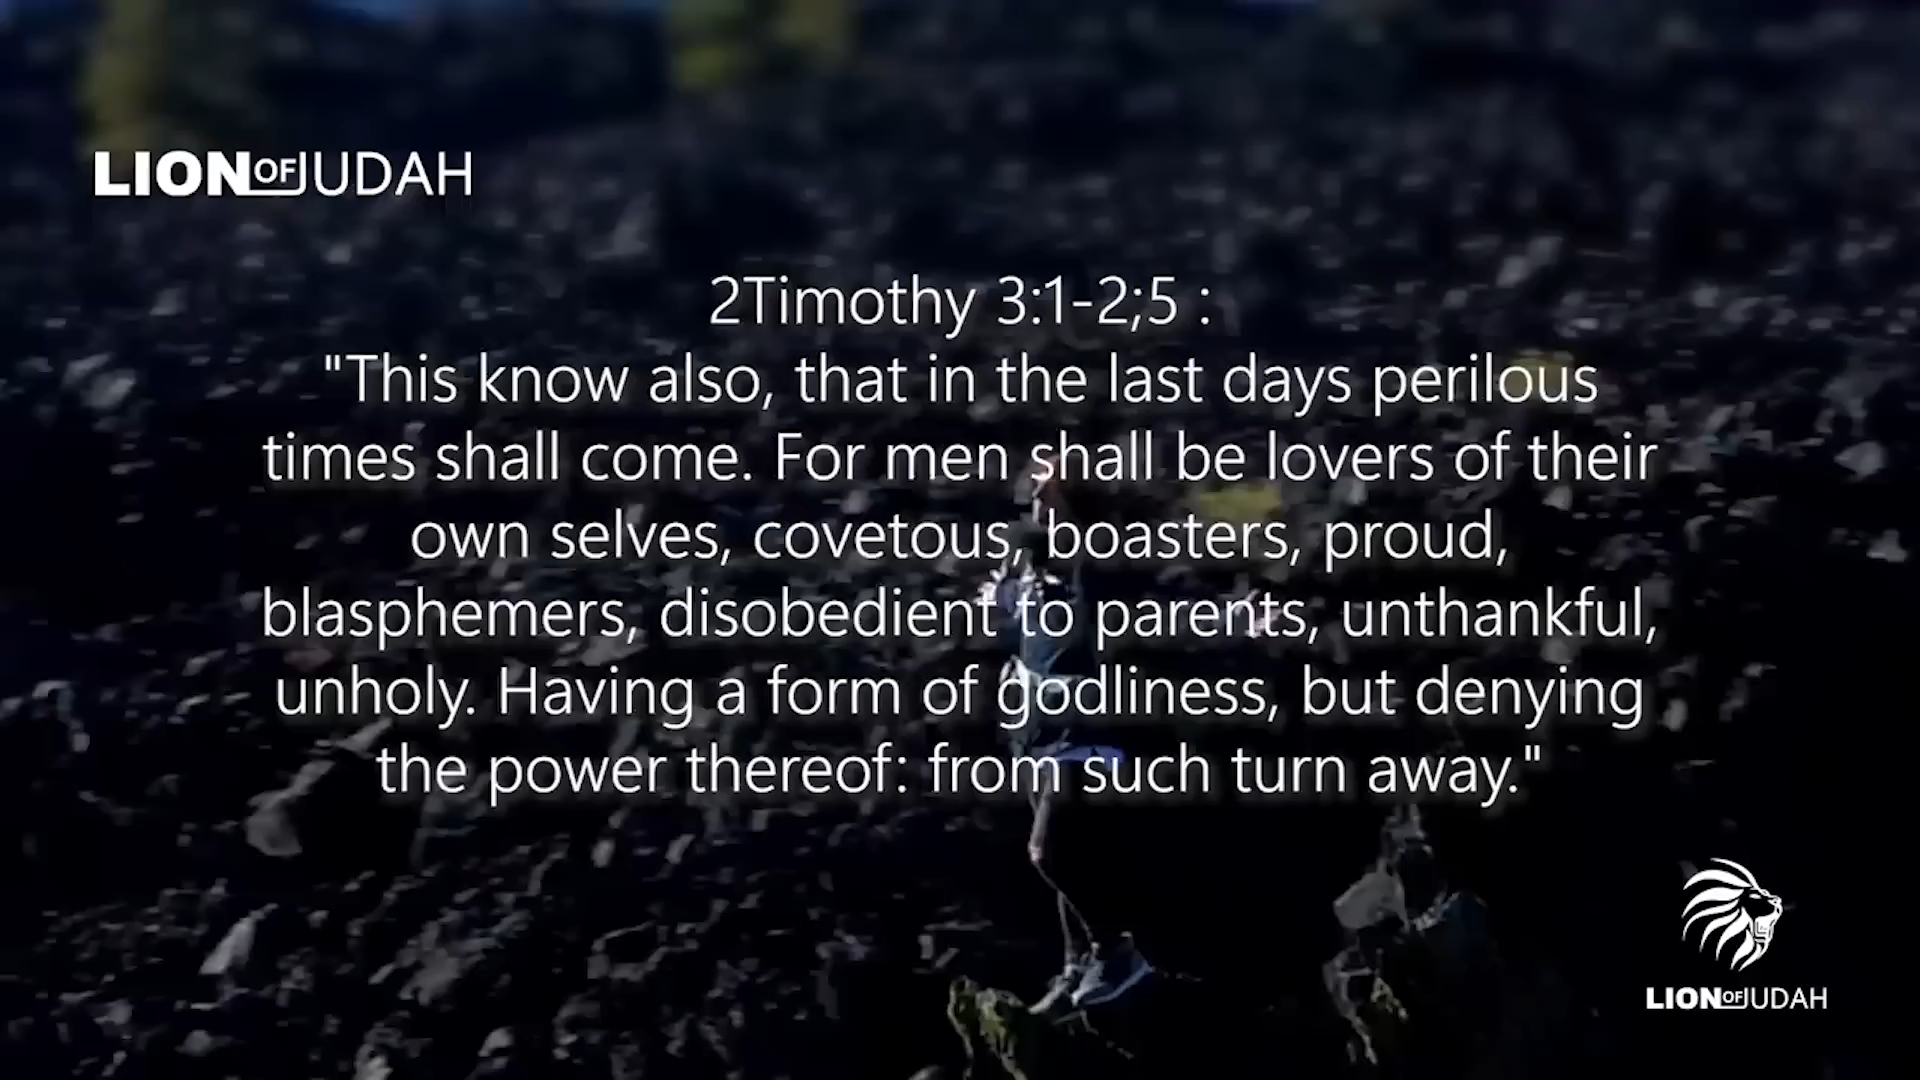 LION OF JUDAH
2Timothy 3:1-2;5 :
"This know also, that in the last days perilous
times shall come. For men shall be lovers of their
own selves, covetous, boasters, proud,
blasphemers, disobedient to parents, unthankful,
unholy. Having a form of godliness, but denying
the power thereof: from such turn away."
LION OF JUDAH